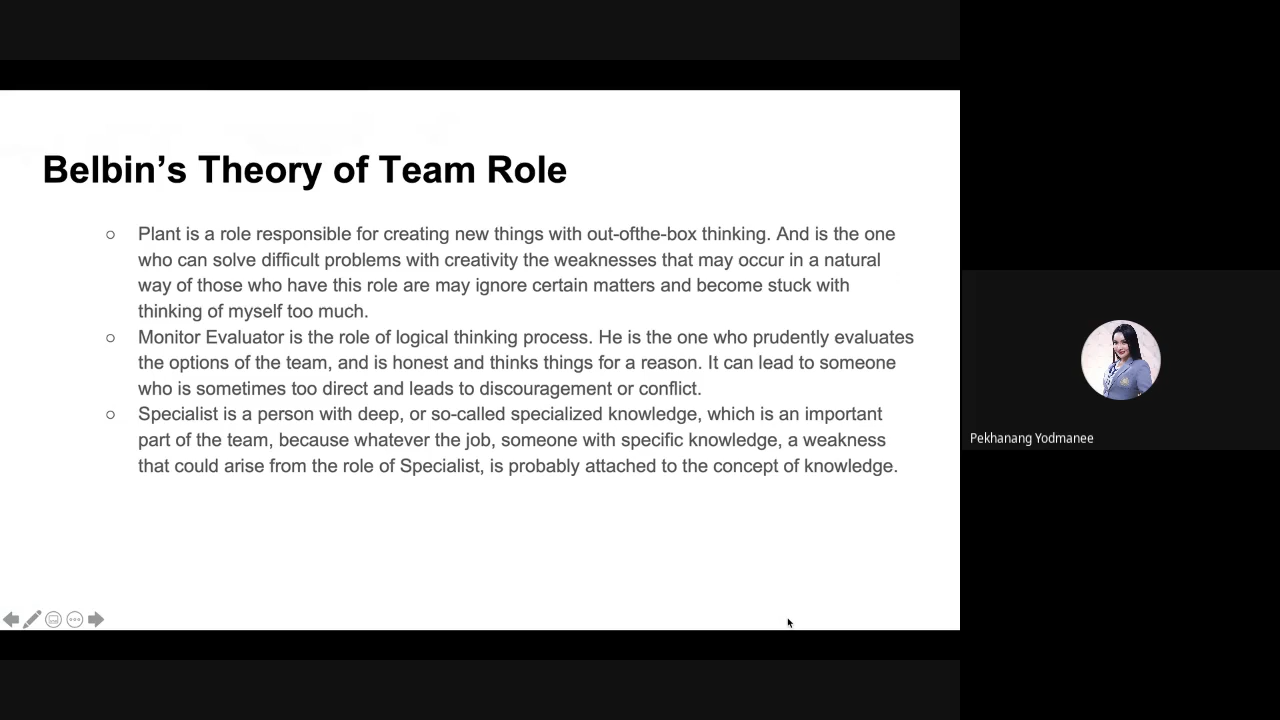 Belbin’s Theory of Team Role
○ Plant is a role responsible for creating new things with out-ofthe-box thinking. And is the one
who can solve difficult problems with creativity the weaknesses that may occur in a natural
way of those who have this role are may ignore certain matters and become stuck with
thinking of myself too much.
○ Monitor Evaluator is the role of logical thinking process. He is the one who prudently evaluates
the options of the team, and is honest and thinks things for a reason. It can lead to someone
who is sometimes too direct and leads to discouragement or conflict.
○ Specialist is a person with deep, or so-called specialized knowledge, which is an important
part of the team, because whatever the job, someone with specific knowledge, a weakness
that could arise from the role of Specialist, is probably attached to the concept of knowledge.
Pekhanang Yodmanee